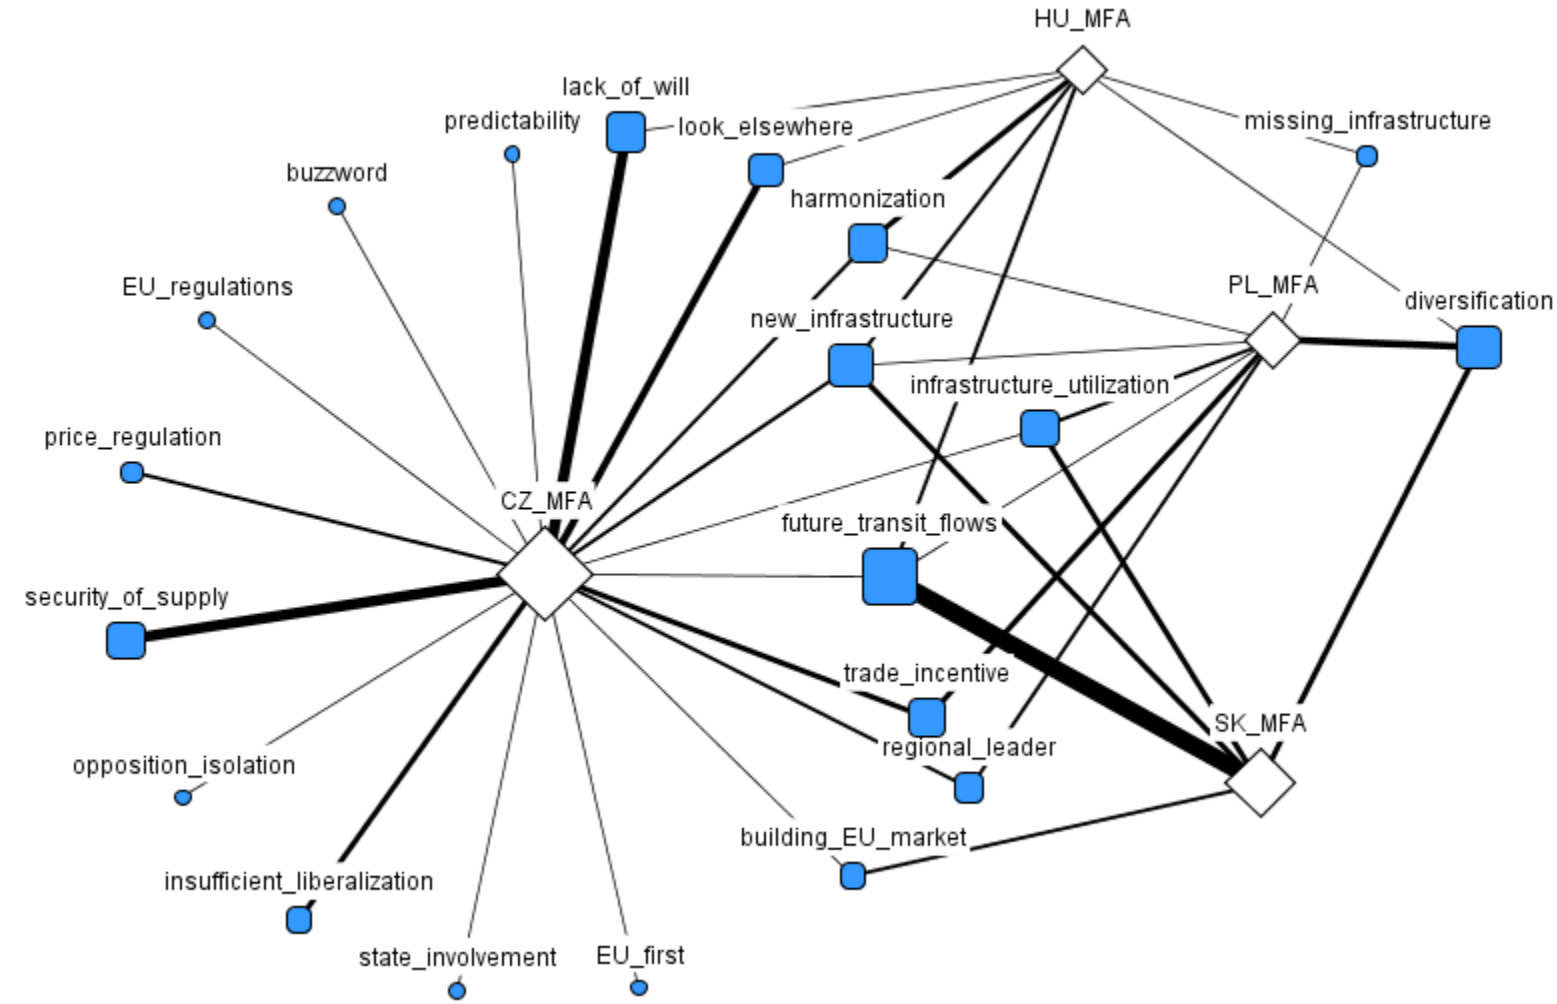 HU_MFA
lack_of_will
predictability
look_elsewhere
missing_infrastructure
buzzword
harmonization
EU_regulations
PL_MFA
diversification
new_infrastructure
infrastructure_utilization
price_regulation
CZ_MFA
future_transit_flows
security_of_supply
trade_incentive
SK_MFA
regional_leader
opposition_isolation
building_EU_market
insufficient_liberalization
state_involvement
EU_first